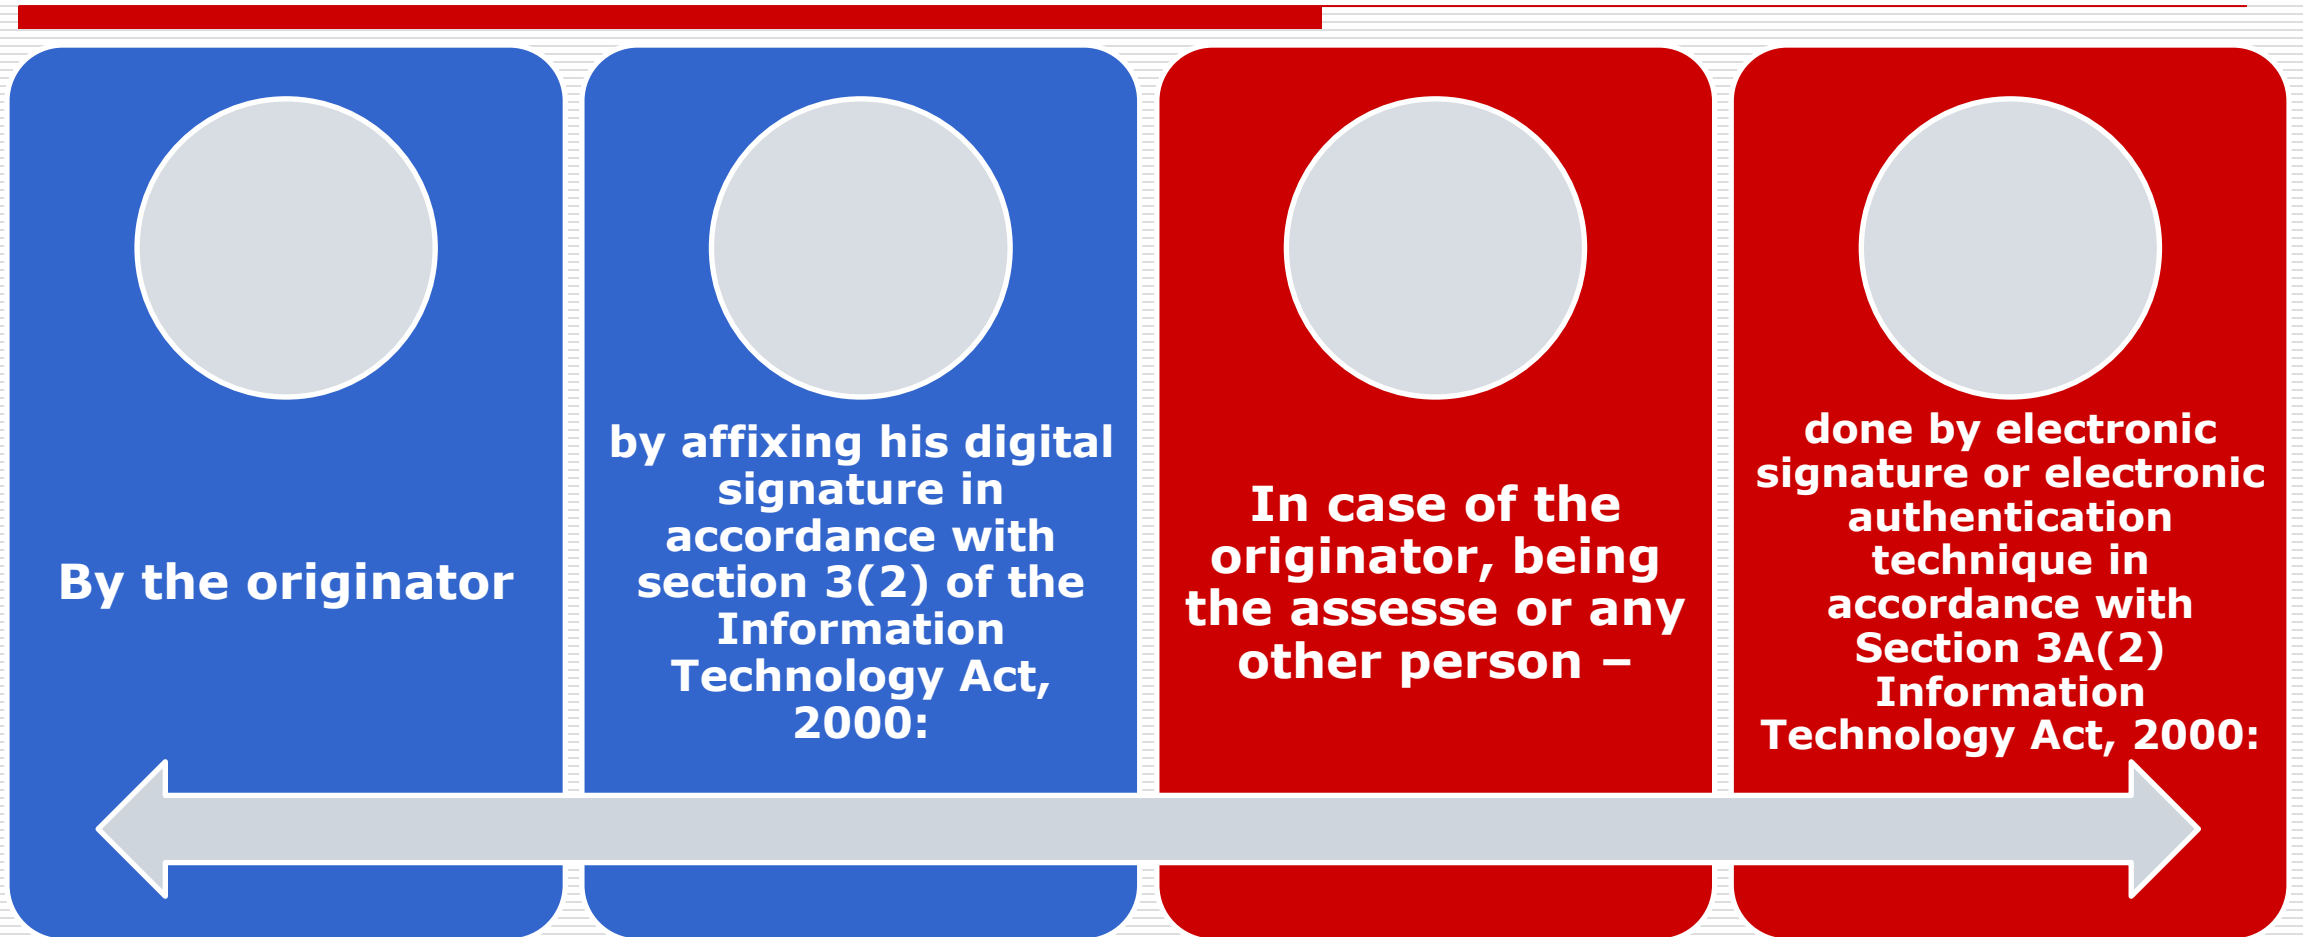 By the originator
by affixing his digital
signature in
accordance with
section 3(2) of the
Information
Technology Act,
2000:
In case of the
originator, being
the assesse or any
other person –
done by electronic
signature or electronic
authentication
technique in
accordance with
Section 3A(2)
Information
Technology Act, 2000: